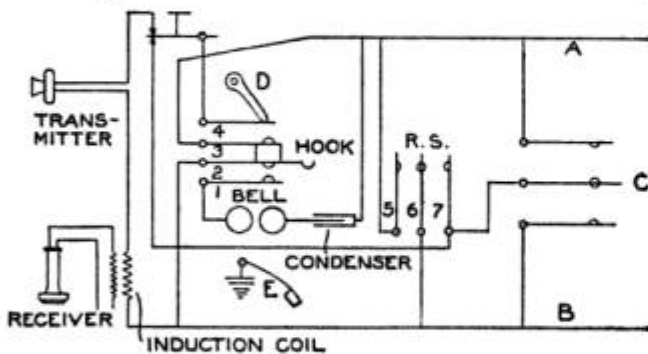 A
D
TRANS-
MITTER
4
3
HOOK
R. S.
2
1
BELL
5 6 7
C
CONDENSER
E
RECEIVER
B
INDUCTION COIL